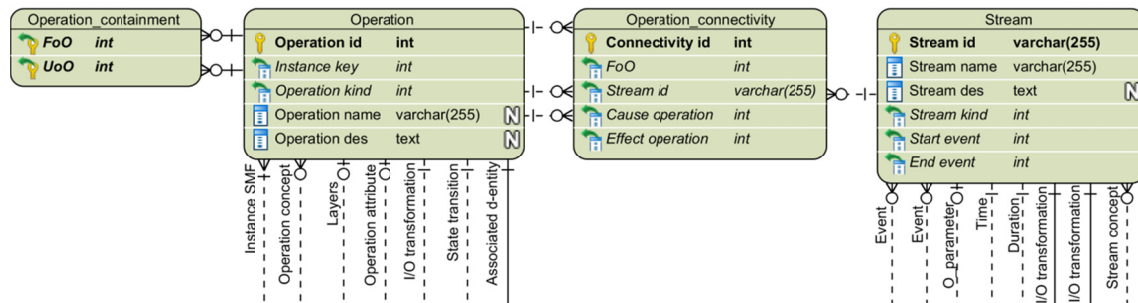 Operation_containment
FoO int
UoO int
Operation
Operation id int
Instance key int
Operation kind int
Operation name varchar(255) N
Operation des text N
Operation_connectivity
Connectivity id int
FoO int
Stream id varchar(255)
Cause operation int
Effect operation int
Stream
Stream id varchar(255)
Stream name varchar(255)
Stream des text N
Stream kind int
Start event int
End event int
Instance SMF
Operation concept
Layers
Operation attribute
I/O transformation
State transition
Associated d-entity
Event
Event
O_parameter
Time
Duration
I/O transformation
I/O transformation
Stream concept